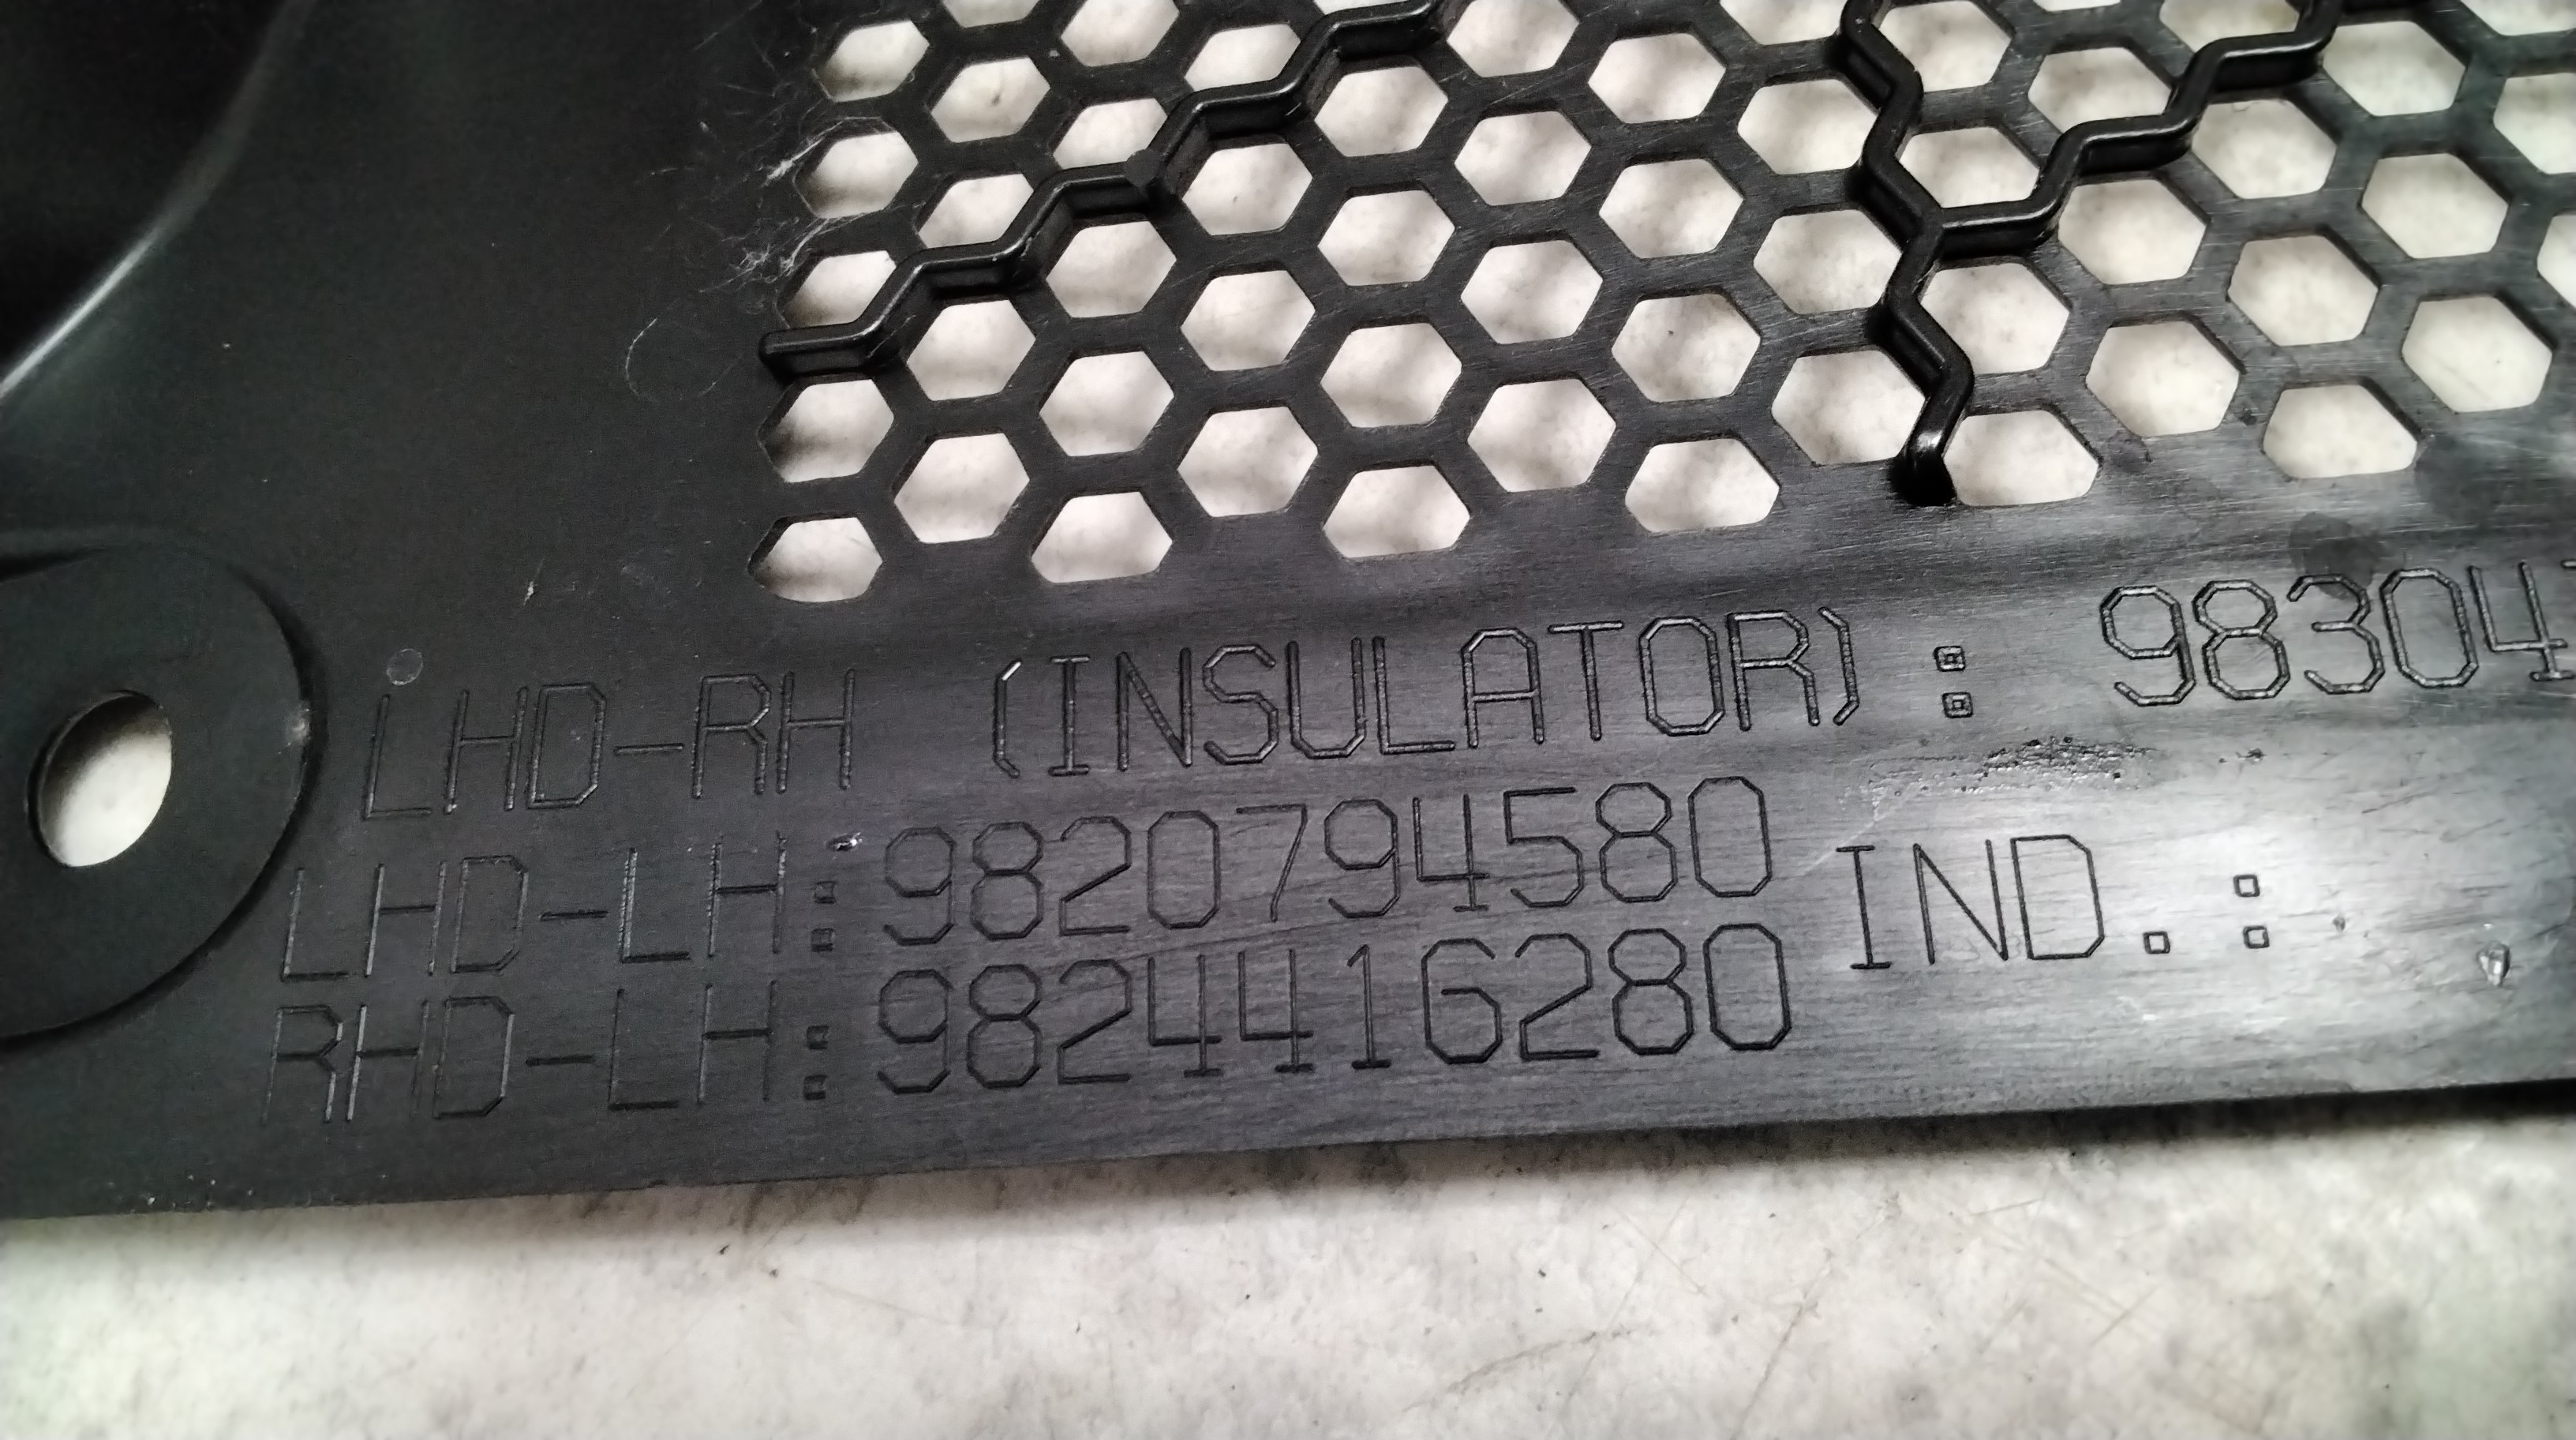 LHD-RH (INSULATOR): 98304
LHD-LH:9820794580 IND.:
RHD-LH:9824416280